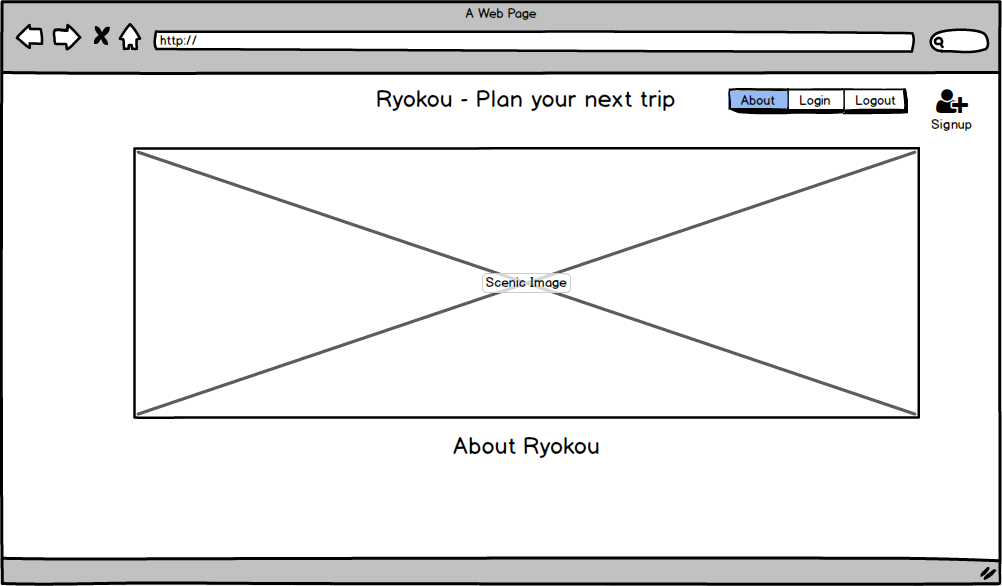 A Web Page
http://
Ryokou - Plan your next trip
About Login Logout
Signup
Scenic Image
About Ryokou